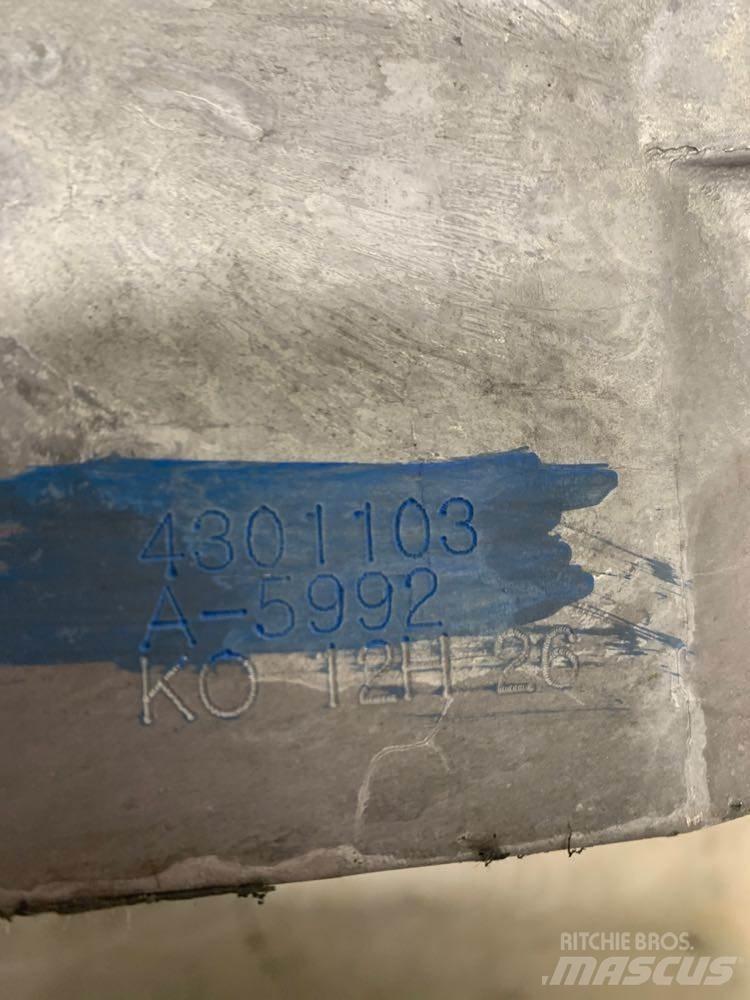 4301103
A-5992
KO 12H 26
RITCHIE BROS.
MASCUS